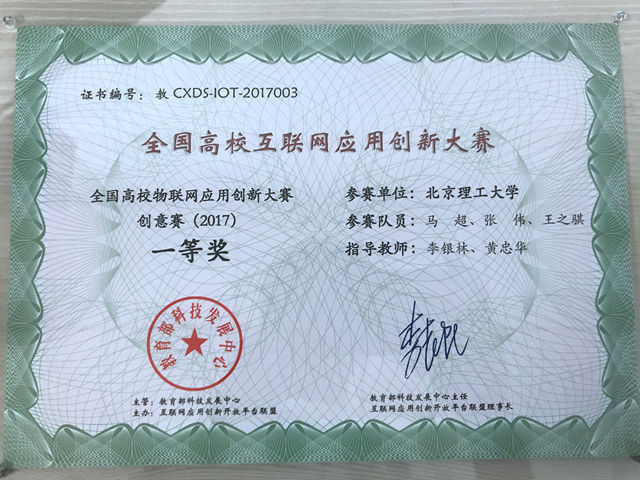 证书编号：教 CXDS-IOT-2017003
全国高校互联网应用创新大赛
全国高校物联网应用创新大赛
创意赛（2017）
一等奖
参赛单位：北京理工大学
参赛队员：马　超、张　伟、王之骐
指导教师：李银林、黄忠华
教育部科技发展中心
主管：教育部科技发展中心
主办：互联网应用创新开放平台联盟
教育部科技发展中心主任
互联网应用创新开放平台联盟理事长